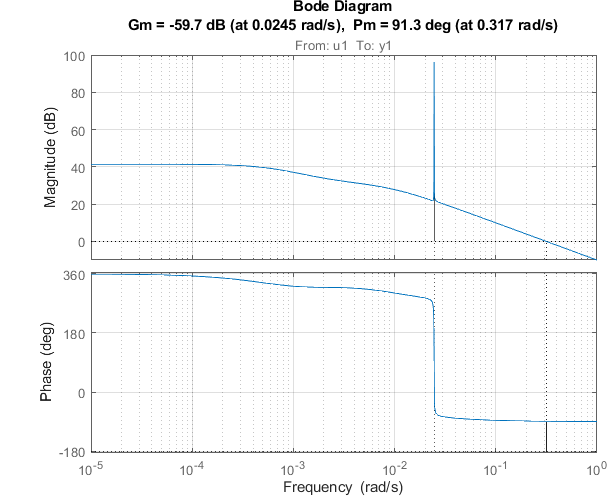 Bode Diagram
Gm = -59.7 dB (at 0.0245 rad/s),  Pm = 91.3 deg (at 0.317 rad/s)
From: u1  To: y1
100
80
60
40
20
0
Magnitude (dB)
360
180
0
-180
Phase (deg)
10^-5
10^-4
10^-3
10^-2
10^-1
10^0
Frequency  (rad/s)